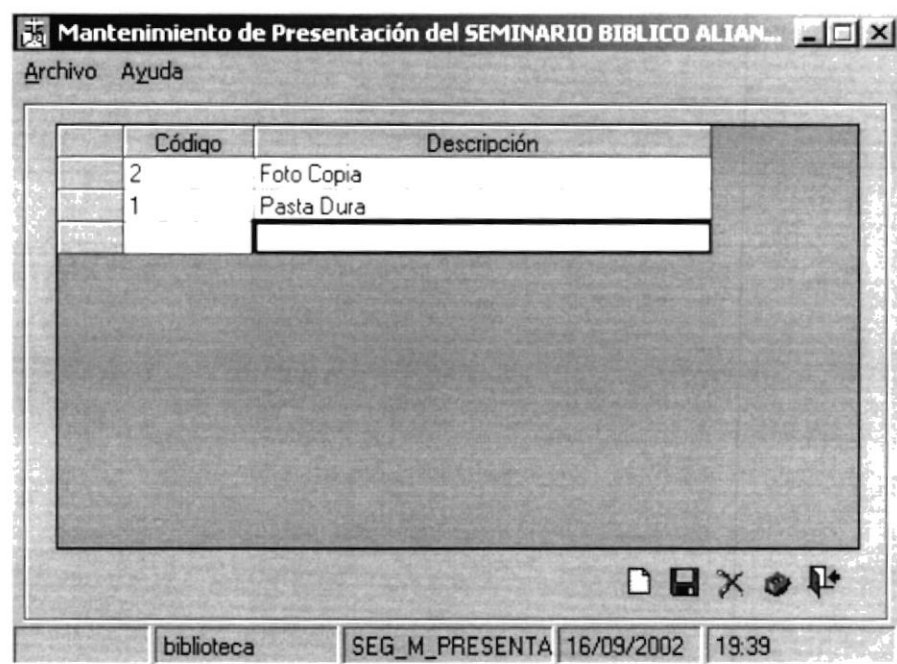 Mantenimiento de Presentación del SEMINARIO BIBLICO ALIAN...
Archivo Ayuda
Código Descripción
2 Foto Copia
1 Pasta Dura
biblioteca SEG_M_PRESENTA 16/09/2002 19:39